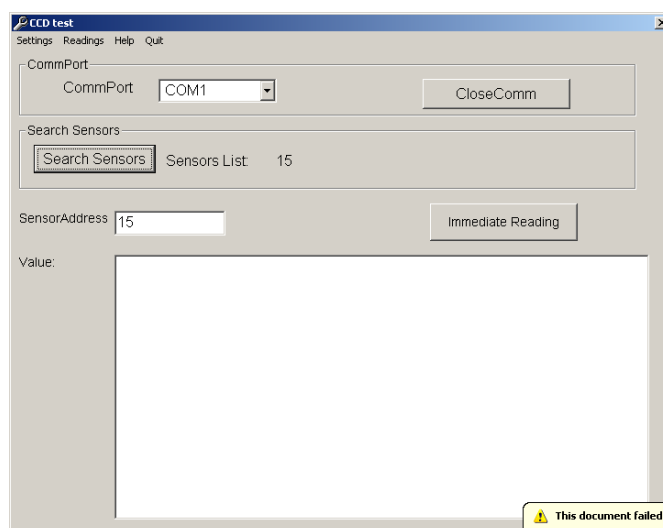 CCD test
Settings Readings Help Quit
CommPort
CommPort COM1 CloseComm
Search Sensors
Search Sensors Sensors List: 15
SensorAddress 15 Immediate Reading
Value:
This document failed